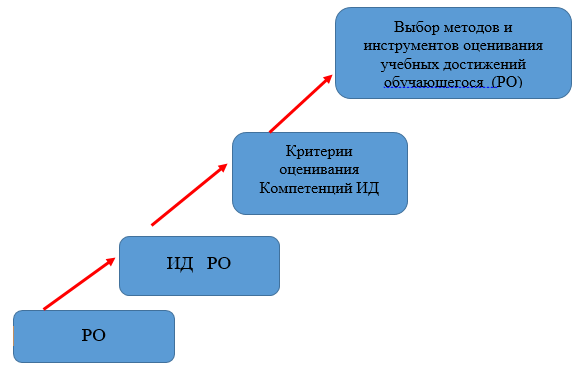 Выбор методов и
инструментов оценивания
учебных достижений
обучающегося (РО)
Критерии
оценивания
Компетенций ИД
ИД РО
РО